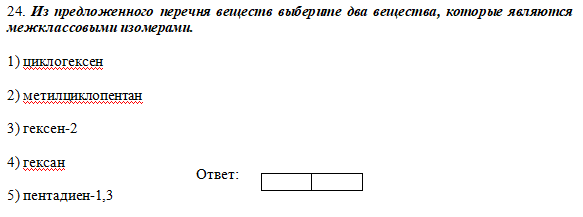 24. Из предложенного перечня веществ выберите два вещества, которые являются
межклассовыми изомерами.
1) циклогексен
2) метилциклопентан
3) гексен-2
4) гексан
Ответ:
5) пентадиен-1,3